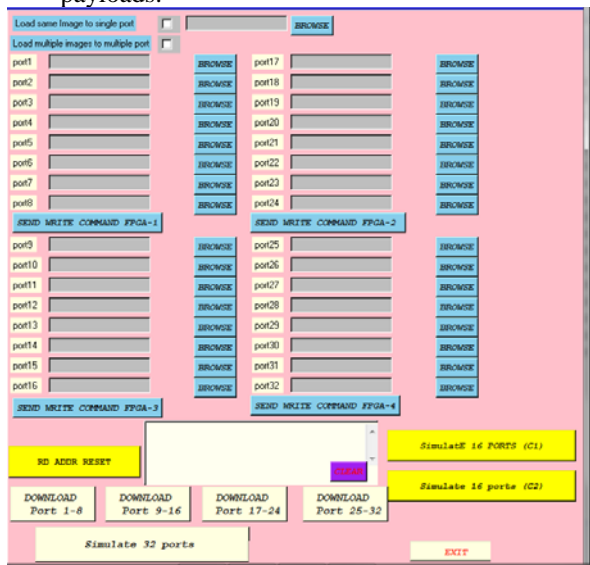 payloads.
Load same Image to single port BROWSE
Load multiple images to multiple port
port1 BROWSE port17 BROWSE
port2 BROWSE port18 BROWSE
port3 BROWSE port19 BROWSE
port4 BROWSE port20 BROWSE
port5 BROWSE port21 BROWSE
port6 BROWSE port22 BROWSE
port7 BROWSE port23 BROWSE
port8 BROWSE port24 BROWSE
SEND WRITE COMMAND FPGA-1 SEND WRITE COMMAND FPGA-2
port9 BROWSE port25 BROWSE
port10 BROWSE port26 BROWSE
port11 BROWSE port27 BROWSE
port12 BROWSE port28 BROWSE
port13 BROWSE port29 BROWSE
port14 BROWSE port30 BROWSE
port15 BROWSE port31 BROWSE
port16 BROWSE port32 BROWSE
SEND WRITE COMMAND FPGA-3 SEND WRITE COMMAND FPGA-4
SimulatE 16 PORTS (C1)
RD ADDR RESET CLEAR
Simulate 16 ports (C2)
DOWNLOAD DOWNLOAD DOWNLOAD DOWNLOAD
Port 1-8 Port 9-16 Port 17-24 Port 25-32
Simulate 32 ports EXIT